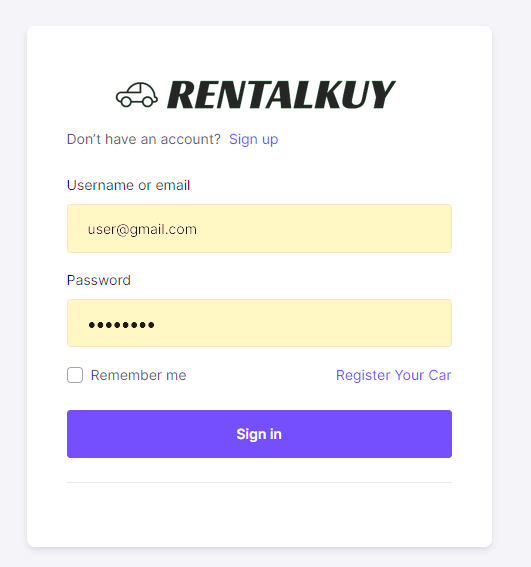 RENTALKUY
Don’t have an account? Sign up
Username or email
user@gmail.com
Password
••••••••
Remember me Register Your Car
Sign in